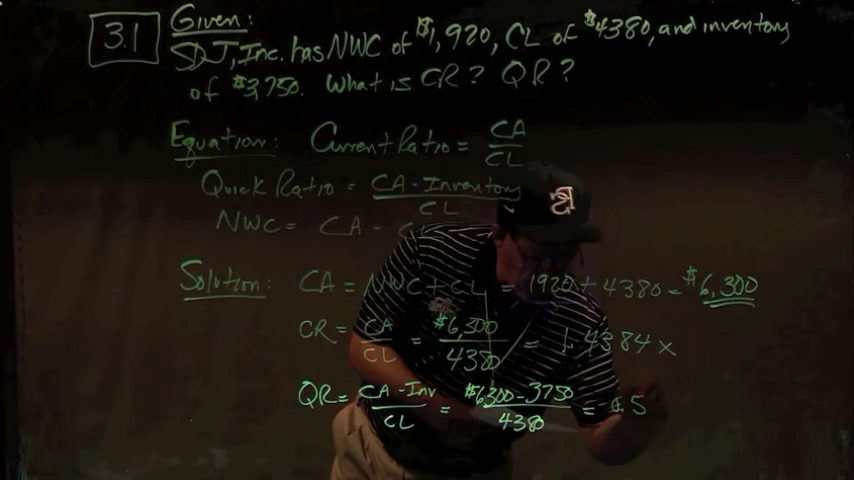 3.1
Given:
SDJ, Inc. has NWC of $1,920, CL of $4380, and inventory
of $3,750. What is CR? QR?
Equation: Current Ratio = CA / CL
Quick Ratio = CA - Inventory / CL
NWC = CA -
Solution: CA = NWC + CL = 1920 + 4380 = $6,300
CR = CA / CL = $6,300 / 4380 = 1.4384 x
QR = CA - Inv / CL = $6300 - 3750 / 4380 = 0.5